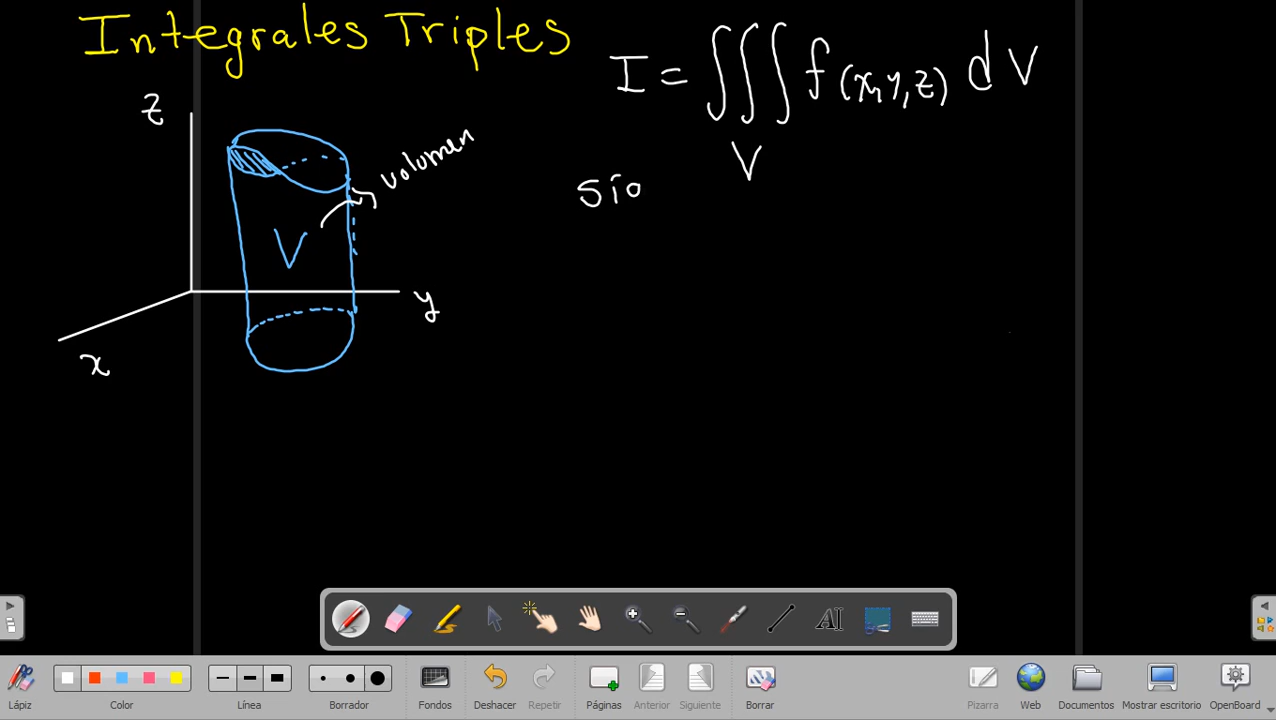 Integrales Triples
I = ∫∫∫ f(x,y,z) dV
V
z
volumen
sio
V
y
x
Lápiz
Color
Línea
Borrador
Fondos
Deshacer
Repetir
Páginas
Anterior
Siguiente
Borrar
Pizarra
Web
Documentos
Mostrar escritorio
OpenBoard